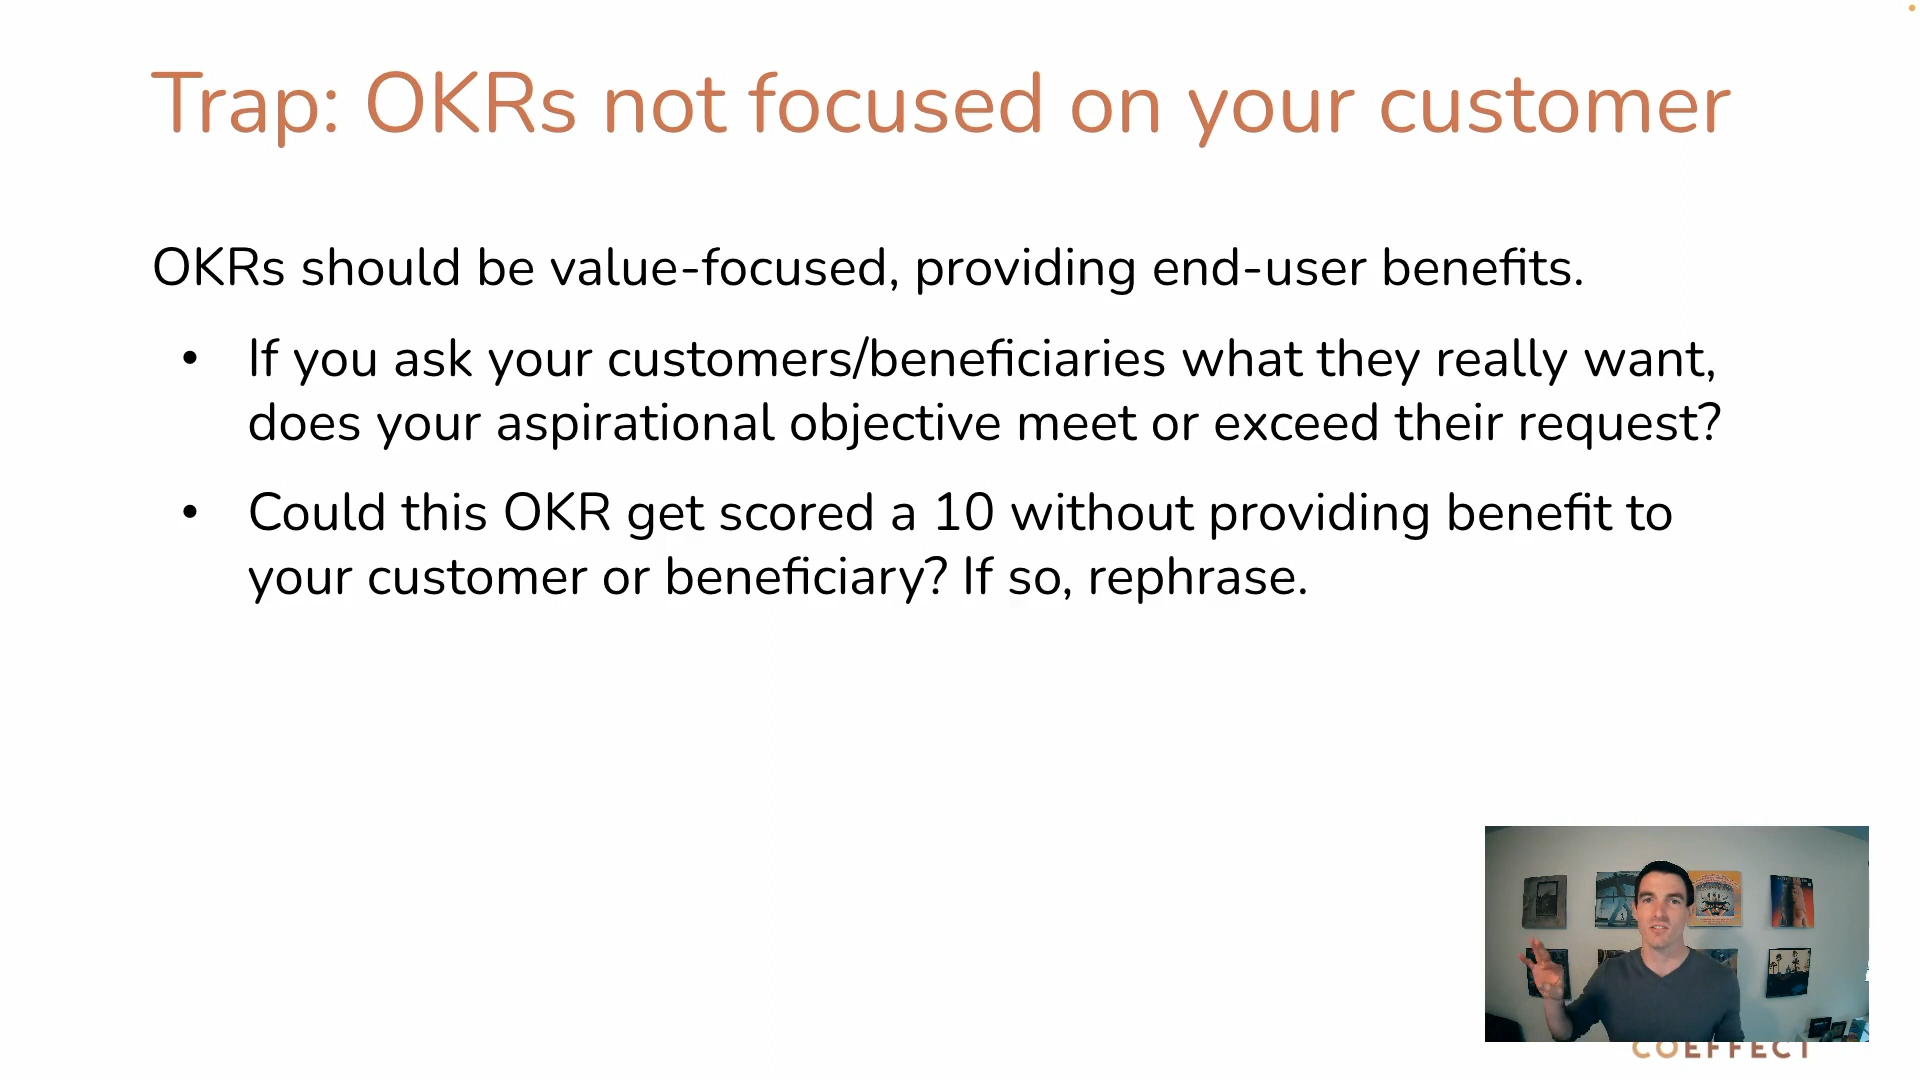 Trap: OKRs not focused on your customer
OKRs should be value-focused, providing end-user benefits.
• If you ask your customers/beneficiaries what they really want,
does your aspirational objective meet or exceed their request?
• Could this OKR get scored a 10 without providing benefit to
your customer or beneficiary? If so, rephrase.
COEFFECT